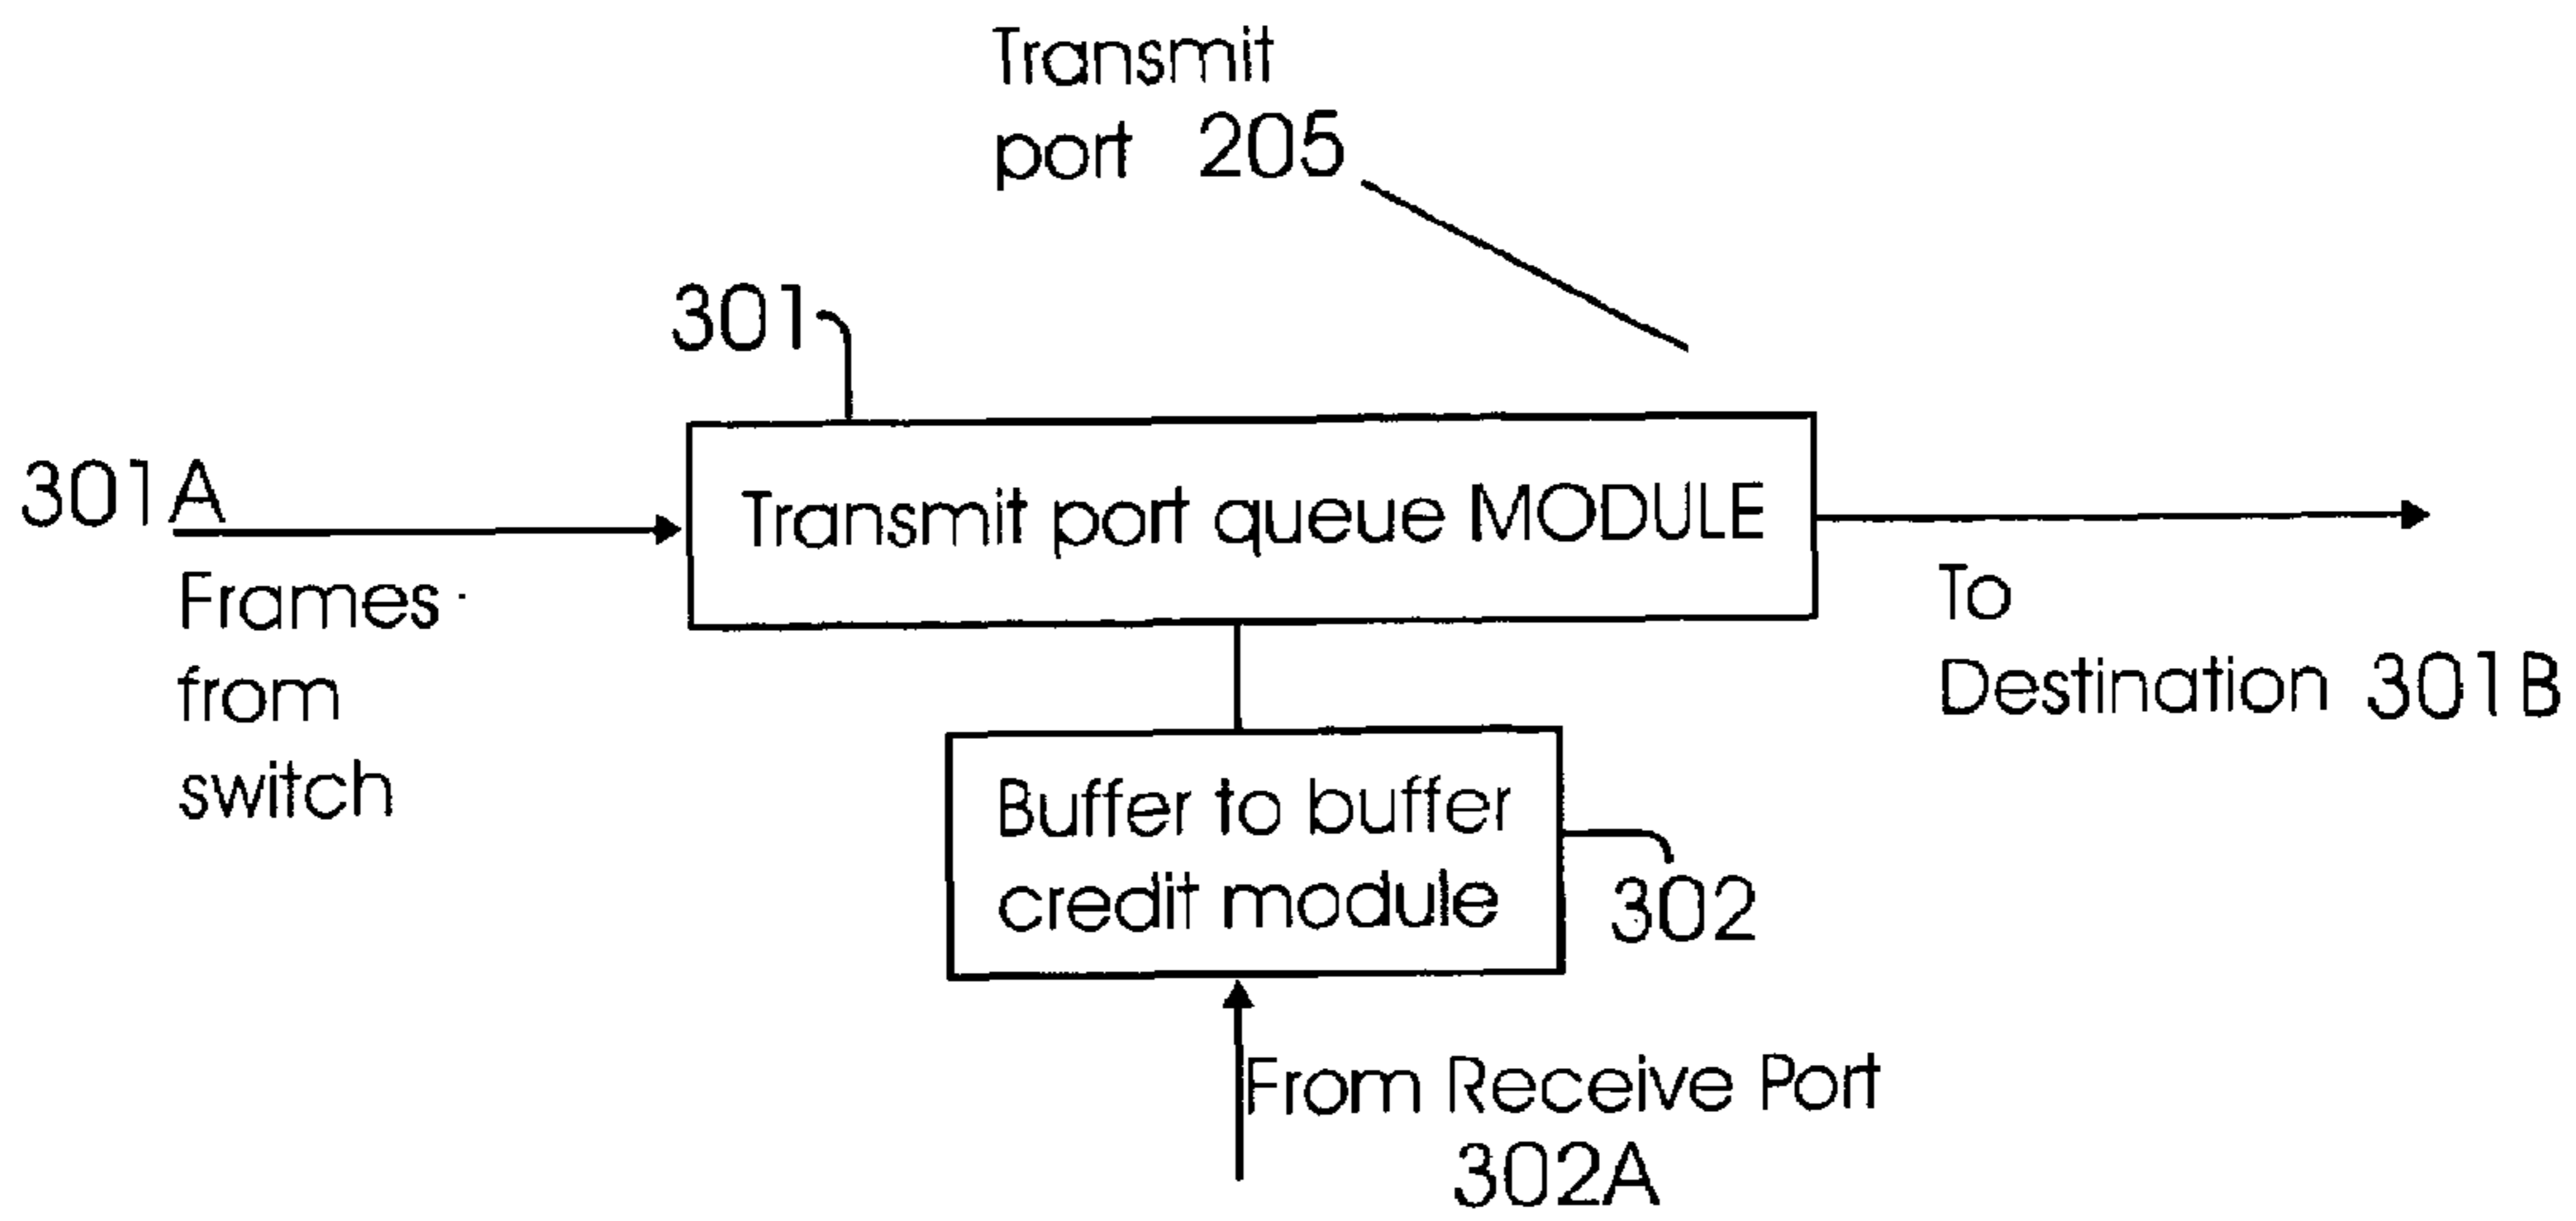 Transmit
port 205
301
301A
Transmit port queue MODULE
Frames
from
switch
To
Destination 301B
Buffer to buffer
credit module
302
From Receive Port
302A